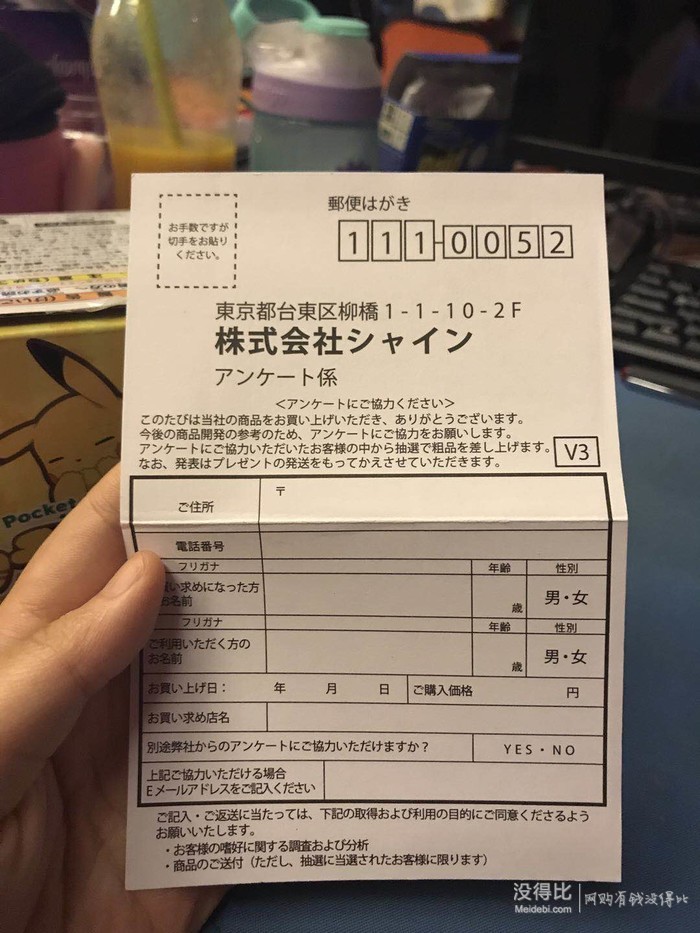 郵便はがき
お手数ですが
切手をお貼り
ください。
111-0052
東京都台東区柳橋1-1-10-2F
株式会社シャイン
アンケート係
＜アンケートにご協力ください＞
このたびは当社の商品をお買い上げいただき、ありがとうございます。
今後の商品開発の参考のため、アンケートにご協力をお願いします。
アンケートにご協力いただいたお客様の中から抽選で粗品を差し上げます。
なお、発表はプレゼントの発送をもってかえさせていただきます。
V3
ご住所 〒
電話番号
フリガナ 年齢 性別
い求めになった方
お名前 歳 男・女
フリガナ 年齢 性別
ご利用いただく方の
お名前 歳 男・女
お買い上げ日： 年 月 日 ご購入価格 円
お買い求め店名
別途弊社からのアンケートにご協力いただけますか？ YES・NO
上記ご協力いただける場合
Eメールアドレスをご記入ください
ご記入・ご返送に当たっては、下記の取得および利用の目的にご同意くださるよう
お願いいたします。
・お客様の嗜好に関する調査および分析
・商品のご送付（ただし、抽選に当選されたお客様に限ります）
Pocket
没得比
Meidebi.com
网购有钱没得比